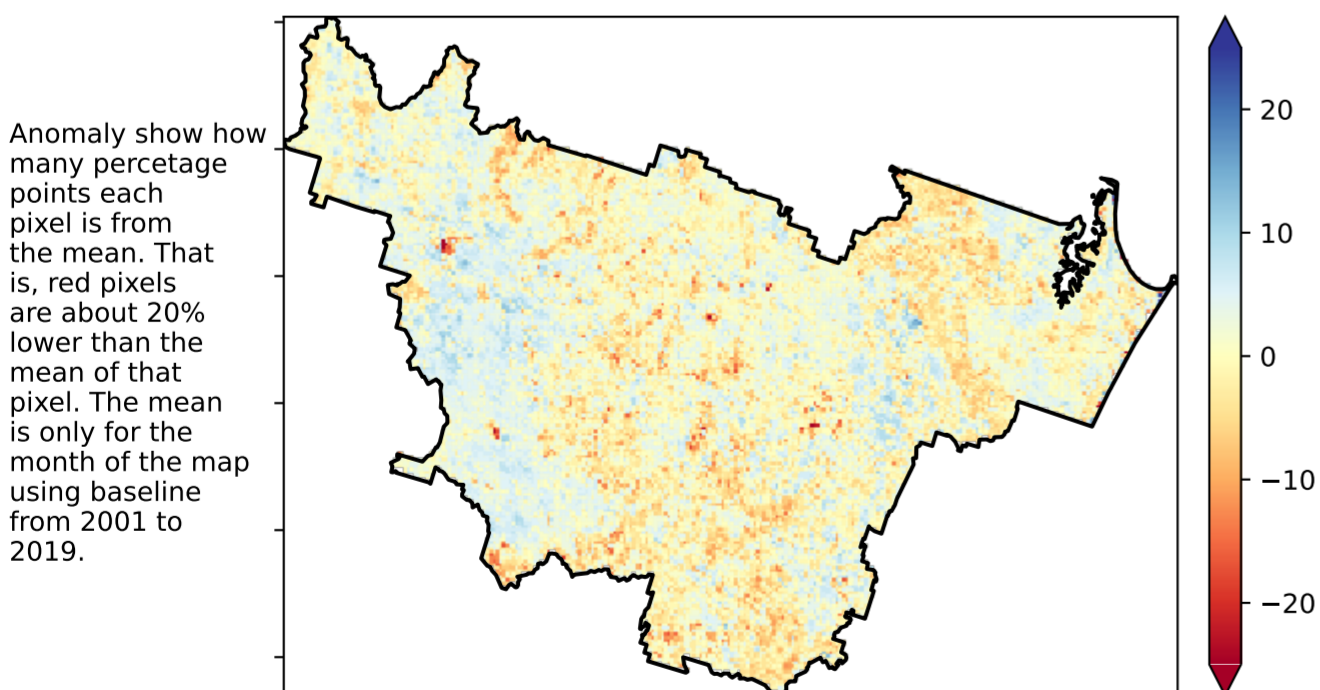 Anomaly show how
many percetage
points each
pixel is from
the mean. That
is, red pixels
are about 20%
lower than the
mean of that
pixel. The mean
is only for the
month of the map
using baseline
from 2001 to
2019.
20
10
0
−10
−20